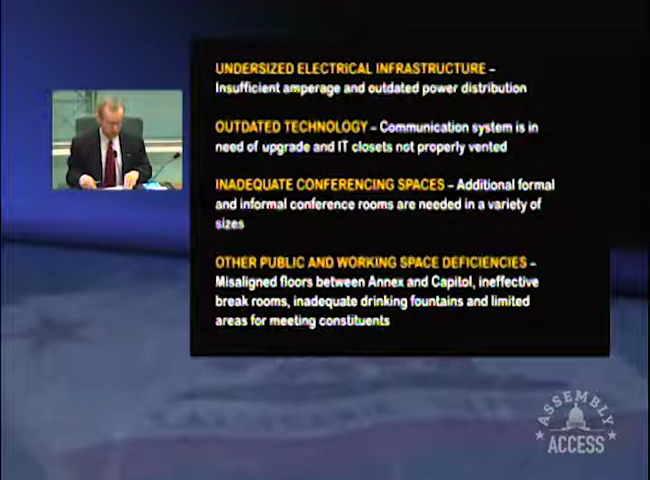 UNDERSIZED ELECTRICAL INFRASTRUCTURE –
Insufficient amperage and outdated power distribution
OUTDATED TECHNOLOGY – Communication system is in
need of upgrade and IT closets not properly vented
INADEQUATE CONFERENCING SPACES – Additional formal
and informal conference rooms are needed in a variety of
sizes
OTHER PUBLIC AND WORKING SPACE DEFICIENCIES –
Misaligned floors between Annex and Capitol, ineffective
break rooms, inadequate drinking fountains and limited
areas for meeting constituents
ASSEMBLY
ACCESS